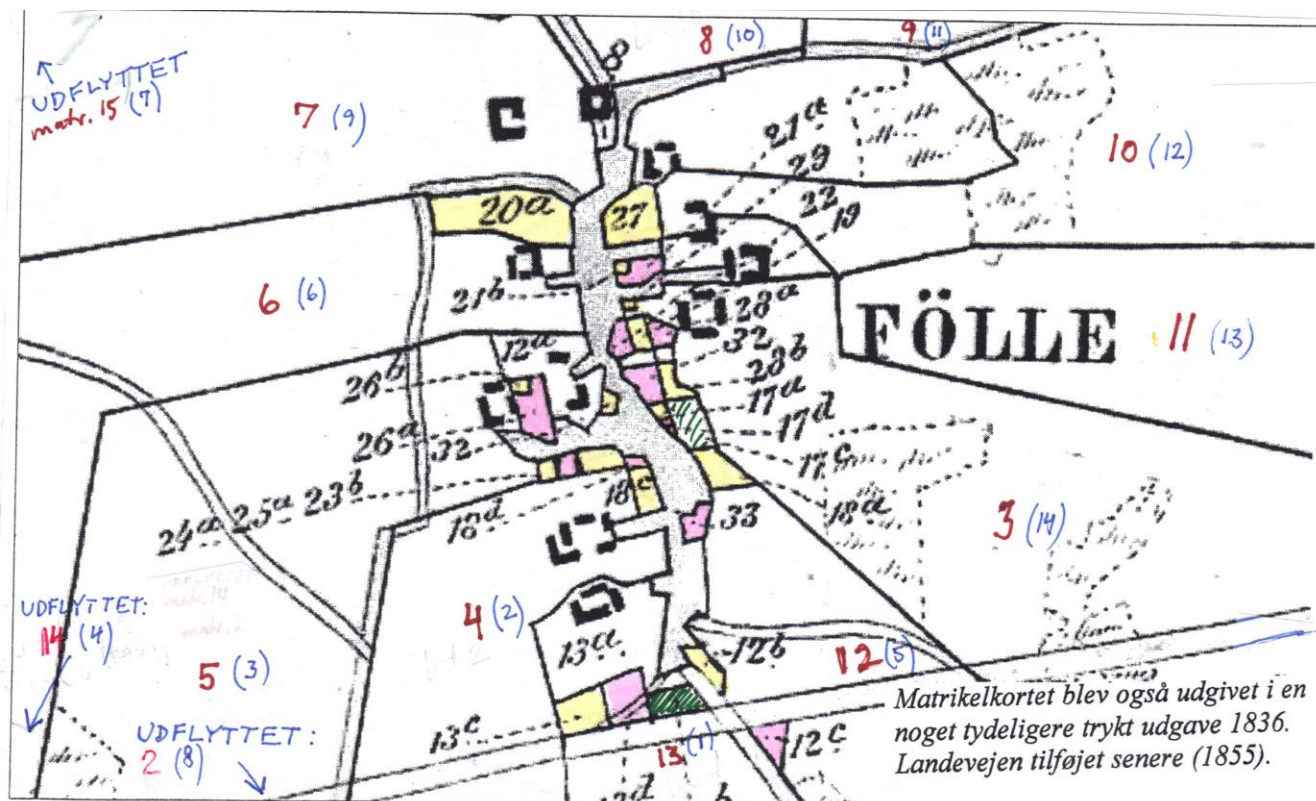 8 (10)
9 (11)
UDFLYTTET
matr. 15 (7)
7 (9)
21a
29
22
19
10 (12)
20a
27
6 (6)
21b
28a
FÖLLE
11 (13)
12a
32
26b
28b
17a
17d
26a
32
17c
24a 25a 23b
18d
18c
33
18a
3 (14)
UDFLYTTET:
14 (4)
4 (2)
5 (3)
13a
12b
12 (5)
UDFLYTTET:
2 (8)
13c
13 (1)
12c
Matrikelkortet blev også udgivet i en
noget tydeligere trykt udgave 1836.
Landevejen tilføjet senere (1855).